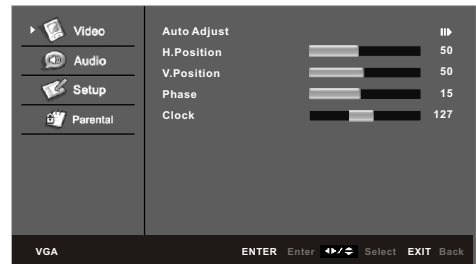 Video
Audio
Setup
Parental
Auto Adjust
H.Position 50
V.Position 50
Phase 15
Clock 127
VGA ENTER Enter Select EXIT Back